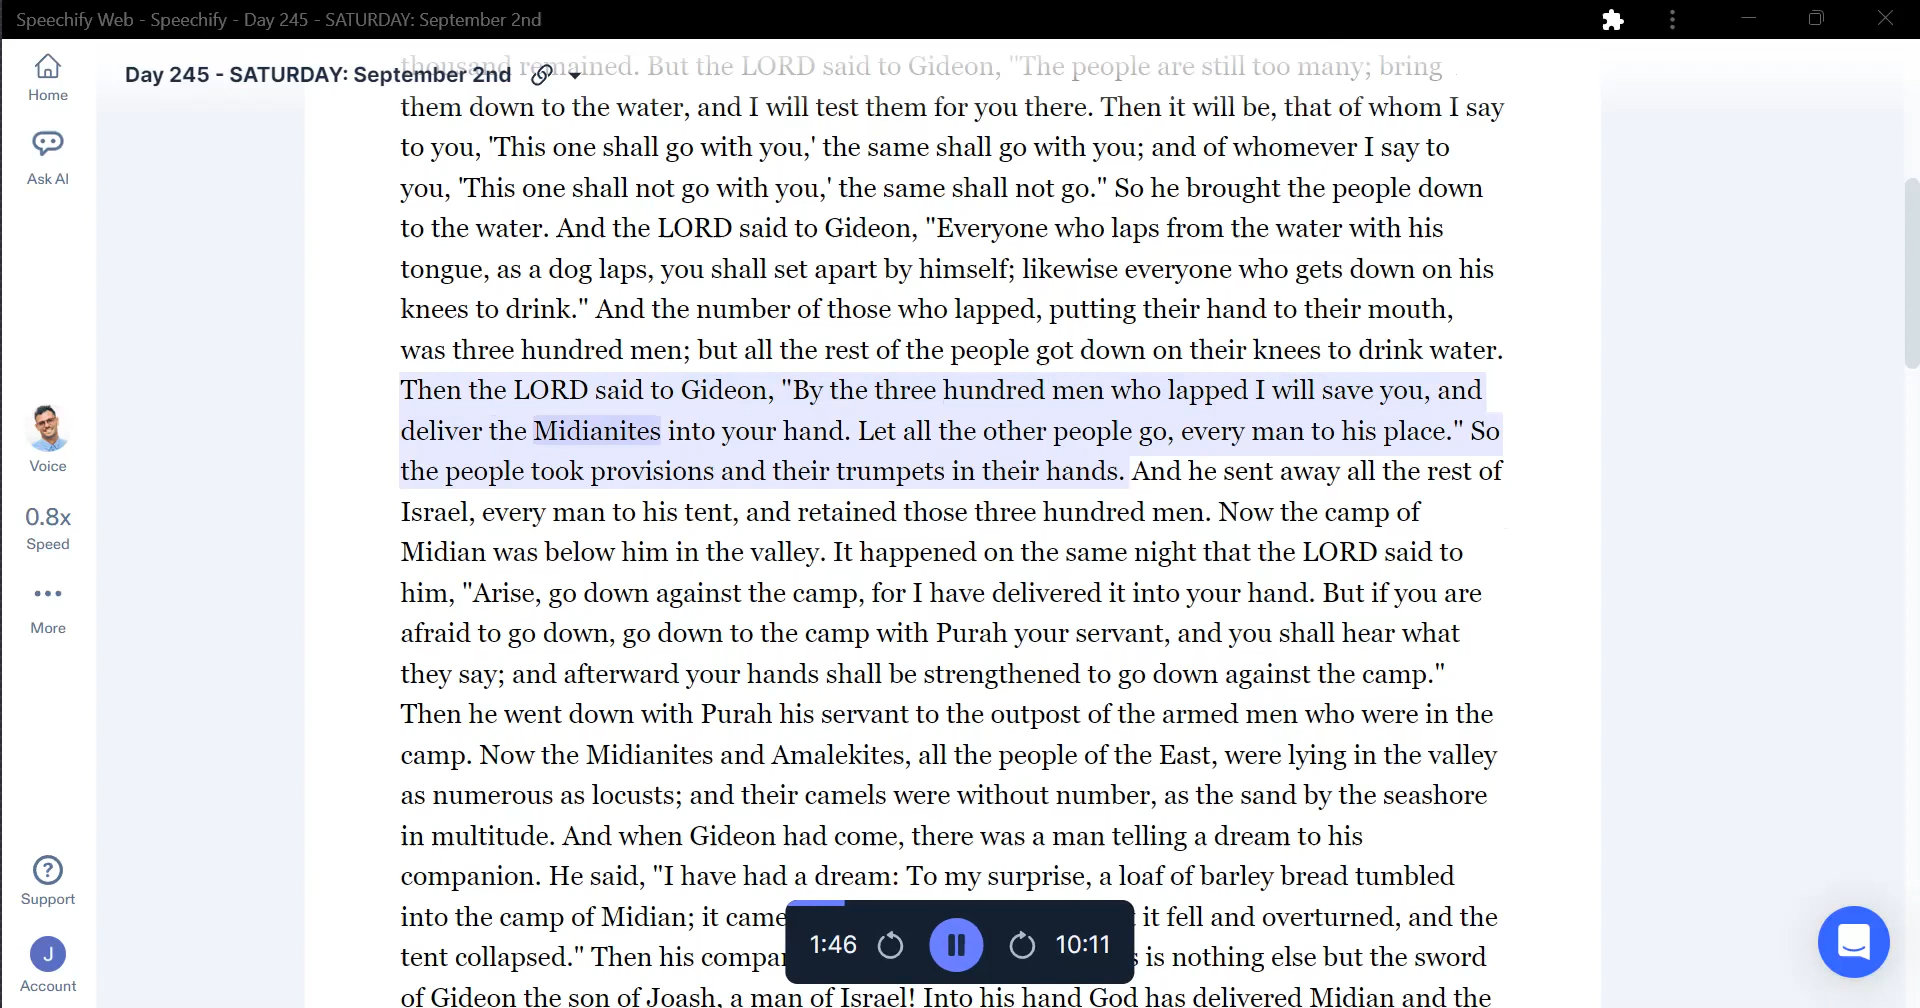 Speechify Web - Speechify - Day 245 - SATURDAY: September 2nd
Home
Ask AI
Voice
0.8x
Speed
More
Support
J
Account
Day 245 - SATURDAY: September 2nd
thousand remained. But the LORD said to Gideon, "The people are still too many; bring
them down to the water, and I will test them for you there. Then it will be, that of whom I say
to you, 'This one shall go with you,' the same shall go with you; and of whomever I say to
you, 'This one shall not go with you,' the same shall not go." So he brought the people down
to the water. And the LORD said to Gideon, "Everyone who laps from the water with his
tongue, as a dog laps, you shall set apart by himself; likewise everyone who gets down on his
knees to drink." And the number of those who lapped, putting their hand to their mouth,
was three hundred men; but all the rest of the people got down on their knees to drink water.
Then the LORD said to Gideon, "By the three hundred men who lapped I will save you, and
deliver the Midianites into your hand. Let all the other people go, every man to his place." So
the people took provisions and their trumpets in their hands. And he sent away all the rest of
Israel, every man to his tent, and retained those three hundred men. Now the camp of
Midian was below him in the valley. It happened on the same night that the LORD said to
him, "Arise, go down against the camp, for I have delivered it into your hand. But if you are
afraid to go down, go down to the camp with Purah your servant, and you shall hear what
they say; and afterward your hands shall be strengthened to go down against the camp."
Then he went down with Purah his servant to the outpost of the armed men who were in the
camp. Now the Midianites and Amalekites, all the people of the East, were lying in the valley
as numerous as locusts; and their camels were without number, as the sand by the seashore
in multitude. And when Gideon had come, there was a man telling a dream to his
companion. He said, "I have had a dream: To my surprise, a loaf of barley bread tumbled
into the camp of Midian; it came it fell and overturned, and the
tent collapsed." Then his compan is nothing else but the sword
of Gideon the son of Joash, a man of Israel! Into his hand God has delivered Midian and the
1:46
10:11